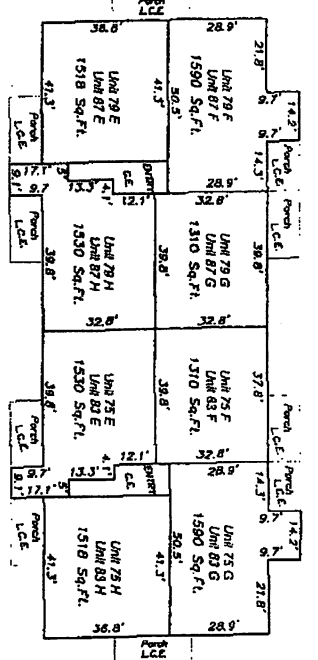 Porch
L.C.E.
36.8'
28.9'
21.8'
41.3'
Unit 79 E
Unit 87 E
1518 Sq.Ft.
41.3'
50.5'
Unit 79 F
Unit 87 F
1590 Sq.Ft.
9.7'
14.2'
9.7'
14.3'
Porch
L.C.E.
Porch
L.C.E.
17.1'
5'
9.1'
9.7
13.3'
4.1'
C.E.
ENTRY
12.1'
28.9'
32.8'
Porch
L.C.E.
Porch
L.C.E.
39.8'
Unit 79 H
Unit 87 H
1530 Sq.Ft.
39.8'
Unit 79 G
Unit 87 G
1310 Sq.Ft.
39.8'
32.8'
32.8'
39.8'
Unit 75 E
Unit 83 E
1530 Sq.Ft.
39.8'
Unit 75 F
Unit 83 F
1310 Sq.Ft.
37.8'
Porch
L.C.E.
Porch
L.C.E.
12.1'
32.8'
28.9'
9.7'
9.1'
17.1'
5'
13.3'
4.1'
C.E.
ENTRY
14.3'
Porch
L.C.E.
Porch
L.C.E.
9.7'
14.2'
9.7'
41.3'
Unit 75 H
Unit 83 H
1518 Sq.Ft.
41.3'
50.5'
Unit 75 G
Unit 83 G
1590 Sq.Ft.
21.8'
36.8'
28.9'
Porch
L.C.E.